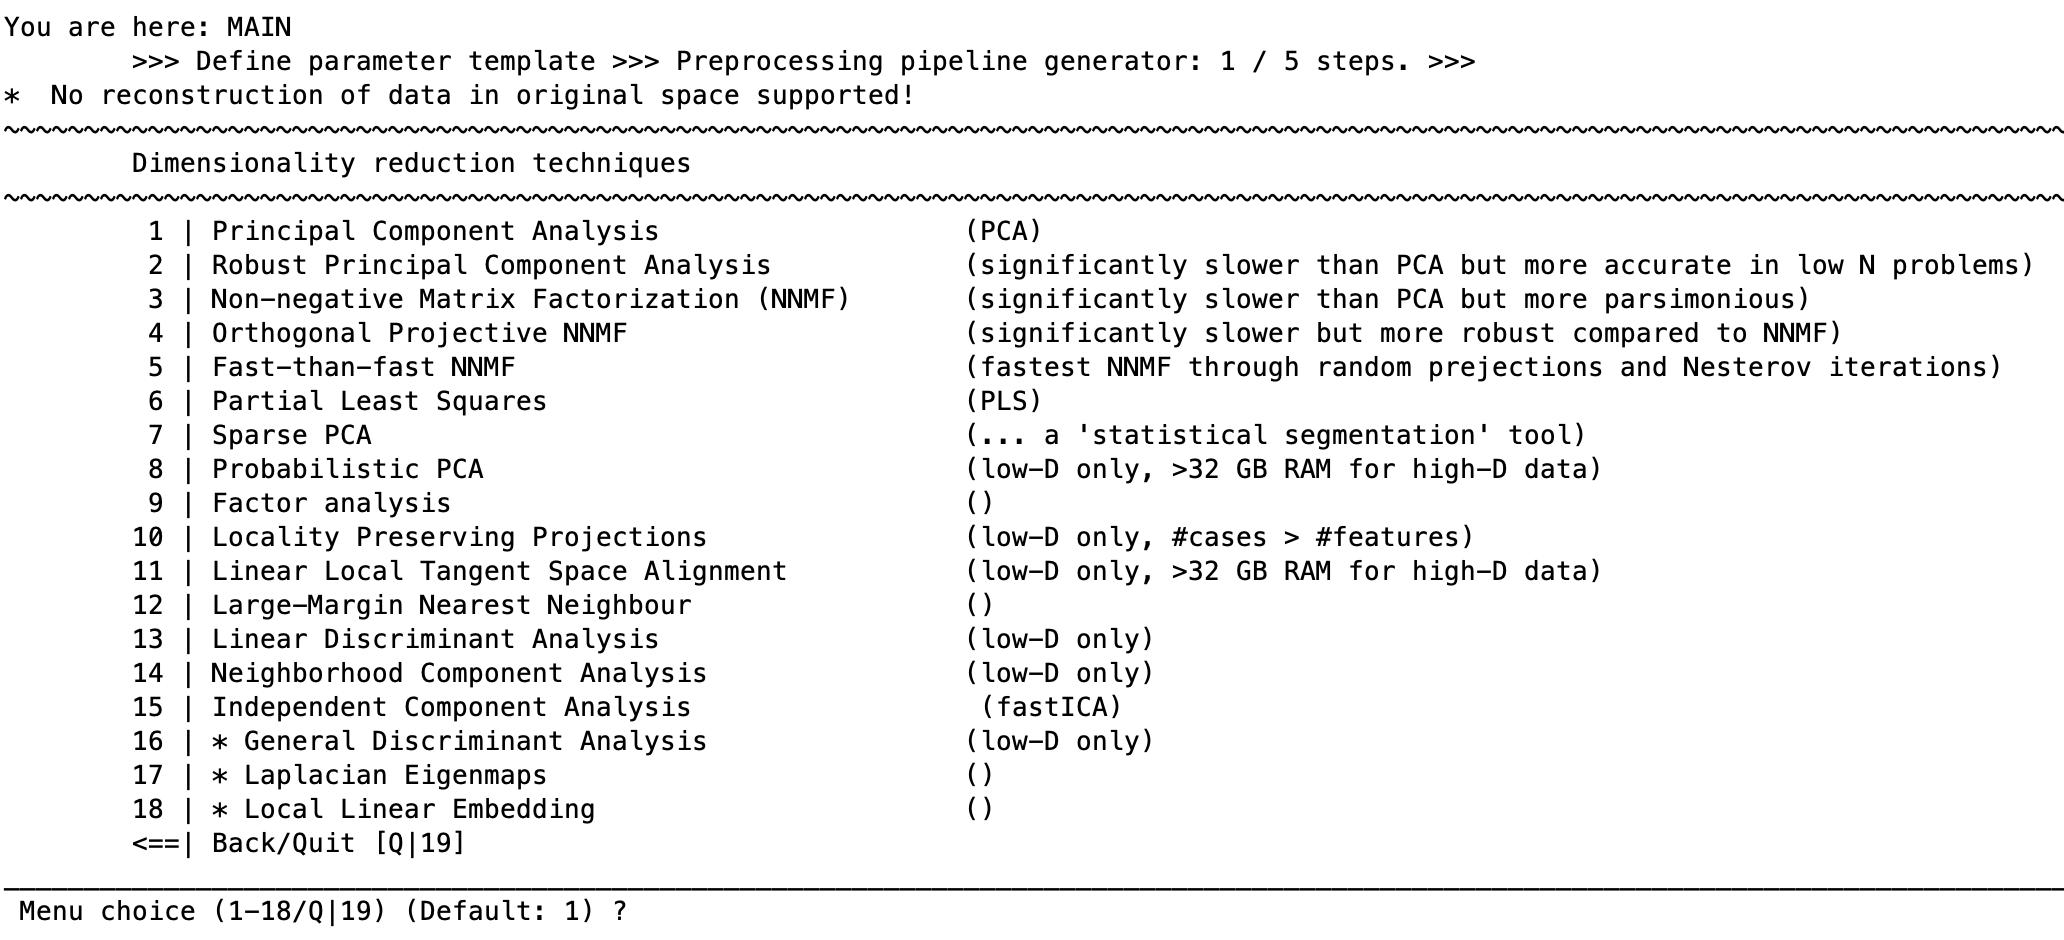 You are here: MAIN
>>> Define parameter template >>> Preprocessing pipeline generator: 1 / 5 steps. >>>
*  No reconstruction of data in original space supported!
~~~~~~~~~~~~~~~~~~~~~~~~~~~~~~~~~~~~~~~~~~~~~~~~~~~~~~~~~~~~~~~~~~~~~~~~~~~~~~~~~~~~~~~~~~~~~~~~~~~~~~~~~~~~~~~~~~~~~~~~~~~~~~~~~
Dimensionality reduction techniques
~~~~~~~~~~~~~~~~~~~~~~~~~~~~~~~~~~~~~~~~~~~~~~~~~~~~~~~~~~~~~~~~~~~~~~~~~~~~~~~~~~~~~~~~~~~~~~~~~~~~~~~~~~~~~~~~~~~~~~~~~~~~~~~~~
1 | Principal Component Analysis (PCA)
2 | Robust Principal Component Analysis (significantly slower than PCA but more accurate in low N problems)
3 | Non-negative Matrix Factorization (NNMF) (significantly slower than PCA but more parsimonious)
4 | Orthogonal Projective NNMF (significantly slower but more robust compared to NNMF)
5 | Fast-than-fast NNMF (fastest NNMF through random prejections and Nesterov iterations)
6 | Partial Least Squares (PLS)
7 | Sparse PCA (... a 'statistical segmentation' tool)
8 | Probabilistic PCA (low-D only, >32 GB RAM for high-D data)
9 | Factor analysis ()
10 | Locality Preserving Projections (low-D only, #cases > #features)
11 | Linear Local Tangent Space Alignment (low-D only, >32 GB RAM for high-D data)
12 | Large-Margin Nearest Neighbour ()
13 | Linear Discriminant Analysis (low-D only)
14 | Neighborhood Component Analysis (low-D only)
15 | Independent Component Analysis (fastICA)
16 | * General Discriminant Analysis (low-D only)
17 | * Laplacian Eigenmaps ()
18 | * Local Linear Embedding ()
<==| Back/Quit [Q|19]
Menu choice (1-18/Q|19) (Default: 1) ?